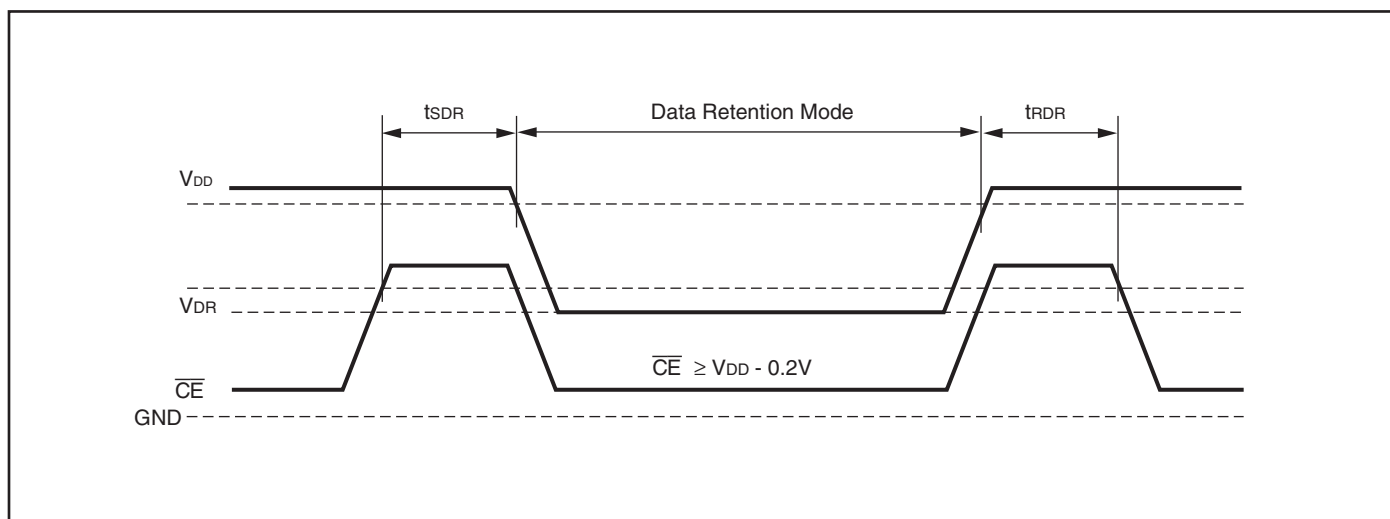 tSDR Data Retention Mode tRDR
VDD
VDR
CE ≥ VDD - 0.2V
CE
GND